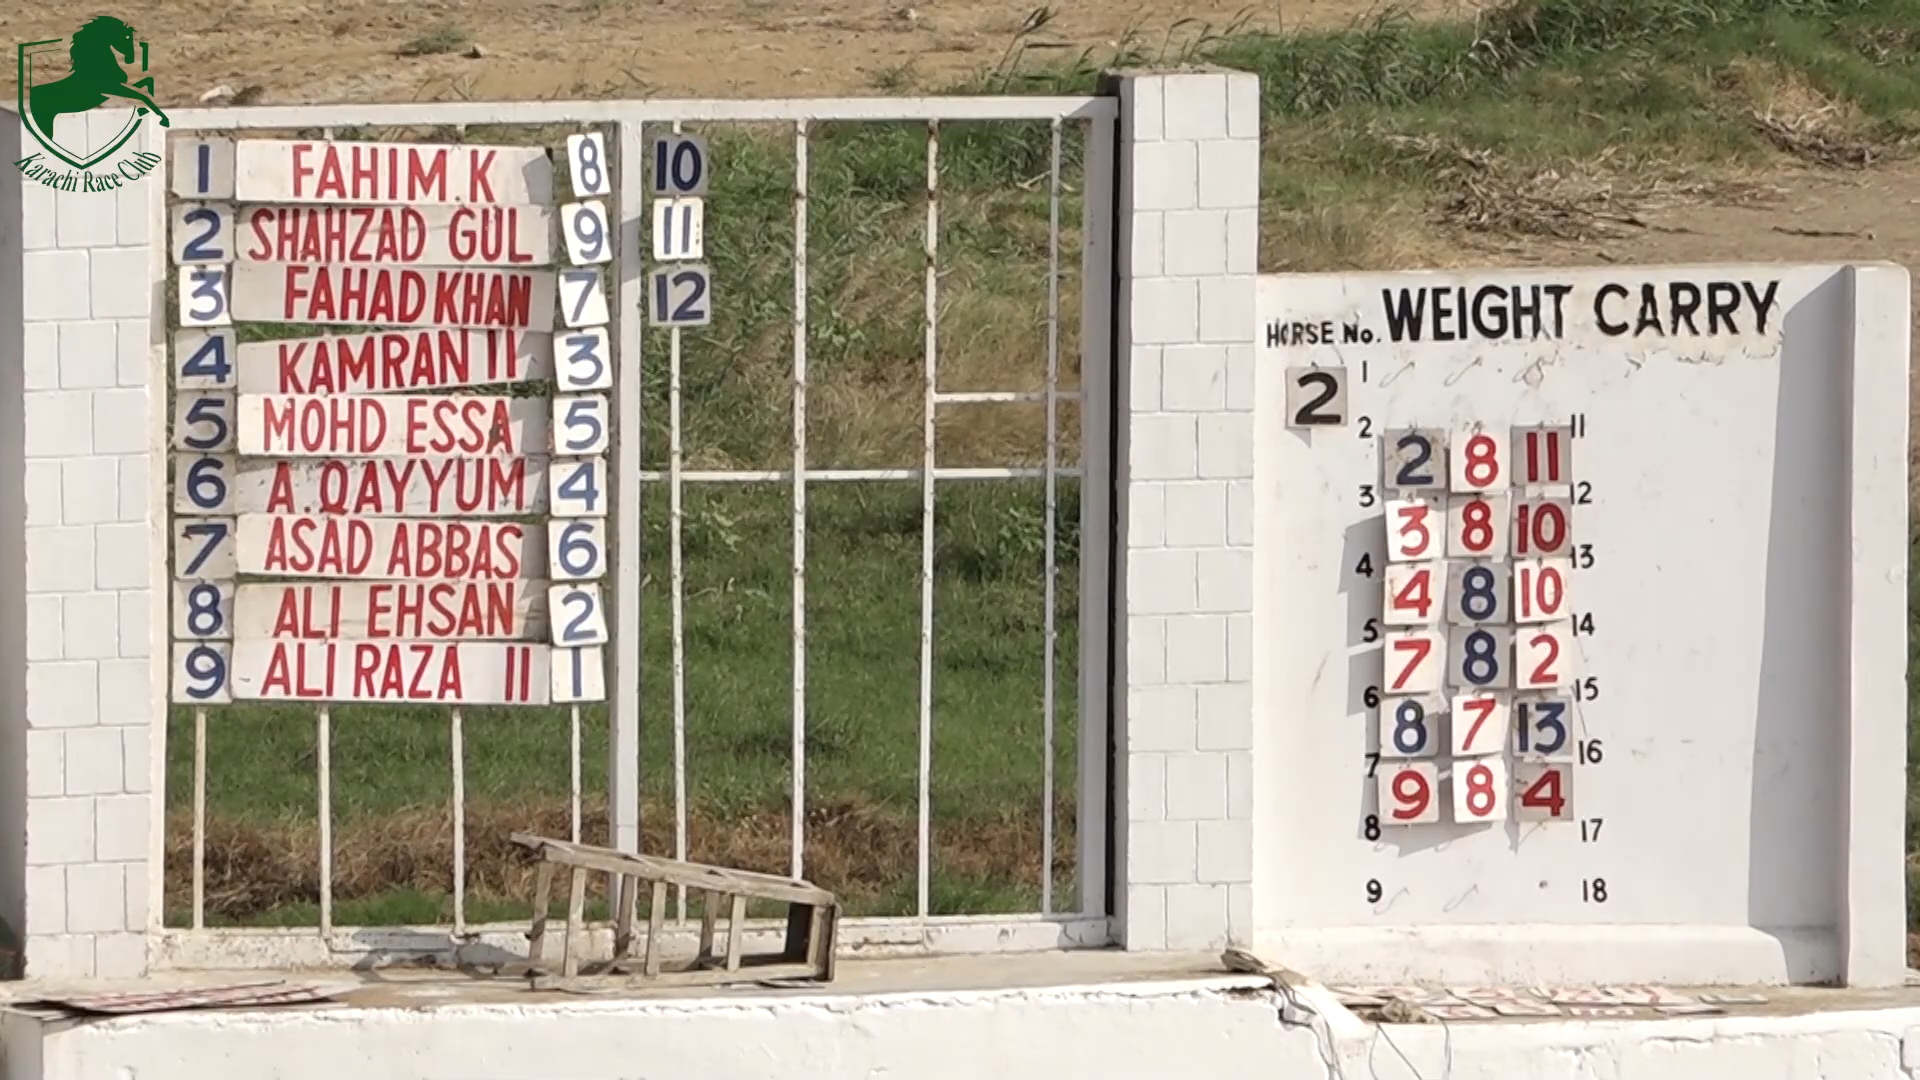 Karachi Race Club
1 FAHIM.K 8
2 SHAHZAD GUL 9
3 FAHAD KHAN 7
4 KAMRAN II 3
5 MOHD ESSA 5
6 A.QAYYUM 4
7 ASAD ABBAS 6
8 ALI EHSAN 2
9 ALI RAZA II 1
10
11
12
HORSE No. WEIGHT CARRY
2
1
2 2 8 11 11
3 3 8 10 12
4 4 8 10 13
5 7 8 2 14
6 8 7 13 15
7 9 8 4 16
8 17
9 18